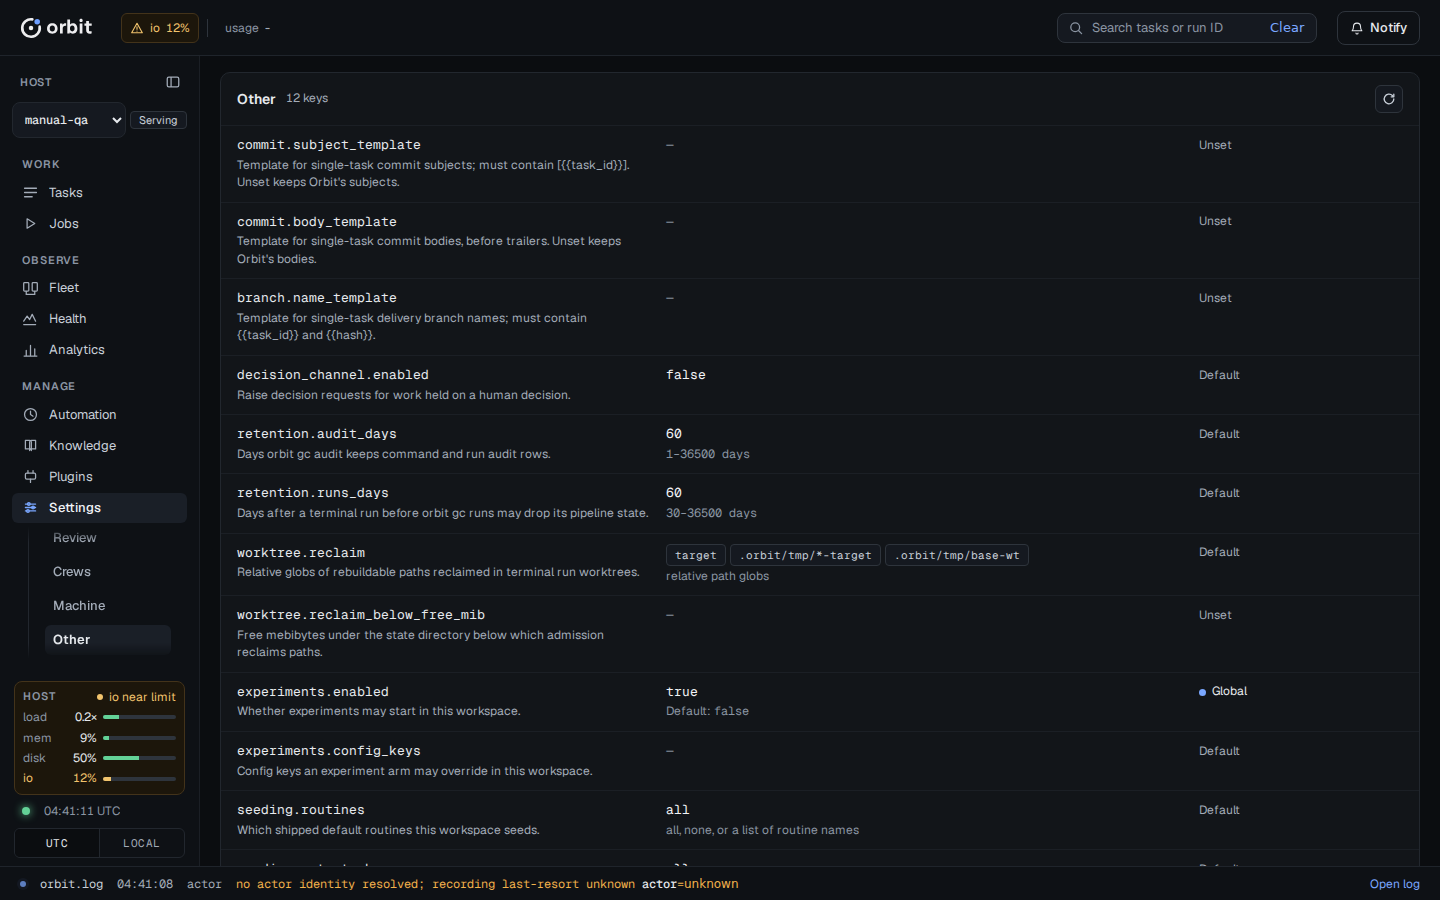 orbit
io 12%
usage -
Search tasks or run ID
Clear
Notify
HOST
manual-qa
Serving
WORK
Tasks
Jobs
OBSERVE
Fleet
Health
Analytics
MANAGE
Automation
Knowledge
Plugins
Settings
Review
Crews
Machine
Other
HOST
io near limit
load 0.2×
mem 9%
disk 50%
io 12%
04:41:11 UTC
UTC
LOCAL
Other 12 keys
commit.subject_template
—
Unset
Template for single-task commit subjects; must contain [{{task_id}}].
Unset keeps Orbit's subjects.
commit.body_template
—
Unset
Template for single-task commit bodies, before trailers. Unset keeps
Orbit's bodies.
branch.name_template
—
Unset
Template for single-task delivery branch names; must contain
{{task_id}} and {{hash}}.
decision_channel.enabled
false
Default
Raise decision requests for work held on a human decision.
retention.audit_days
60
Default
Days orbit gc audit keeps command and run audit rows.
1–36500 days
retention.runs_days
60
Default
Days after a terminal run before orbit gc runs may drop its pipeline state.
30–36500 days
worktree.reclaim
target
.orbit/tmp/*-target
.orbit/tmp/base-wt
Default
Relative globs of rebuildable paths reclaimed in terminal run worktrees.
relative path globs
worktree.reclaim_below_free_mib
—
Unset
Free mebibytes under the state directory below which admission
reclaims paths.
experiments.enabled
true
Global
Whether experiments may start in this workspace.
Default: false
experiments.config_keys
—
Default
Config keys an experiment arm may override in this workspace.
seeding.routines
all
Default
Which shipped default routines this workspace seeds.
all, none, or a list of routine names
orbit.log 04:41:08 actor no actor identity resolved; recording last-resort unknown actor=unknown
Open log